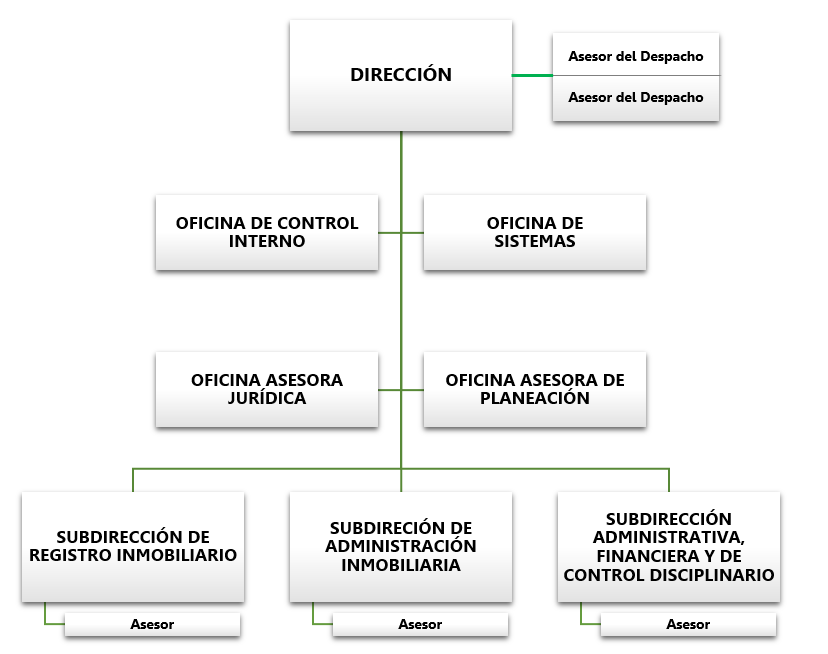 DIRECCIÓN
Asesor del Despacho
Asesor del Despacho
OFICINA DE CONTROL
INTERNO
OFICINA DE
SISTEMAS
OFICINA ASESORA
JURÍDICA
OFICINA ASESORA DE
PLANEACIÓN
SUBDIRECCIÓN DE
REGISTRO INMOBILIARIO
SUBDIRECIÓN DE
ADMINISTRACIÓN
INMOBILIARIA
SUBDIRECCIÓN
ADMINISTRATIVA,
FINANCIERA Y DE
CONTROL DISCIPLINARIO
Asesor
Asesor
Asesor